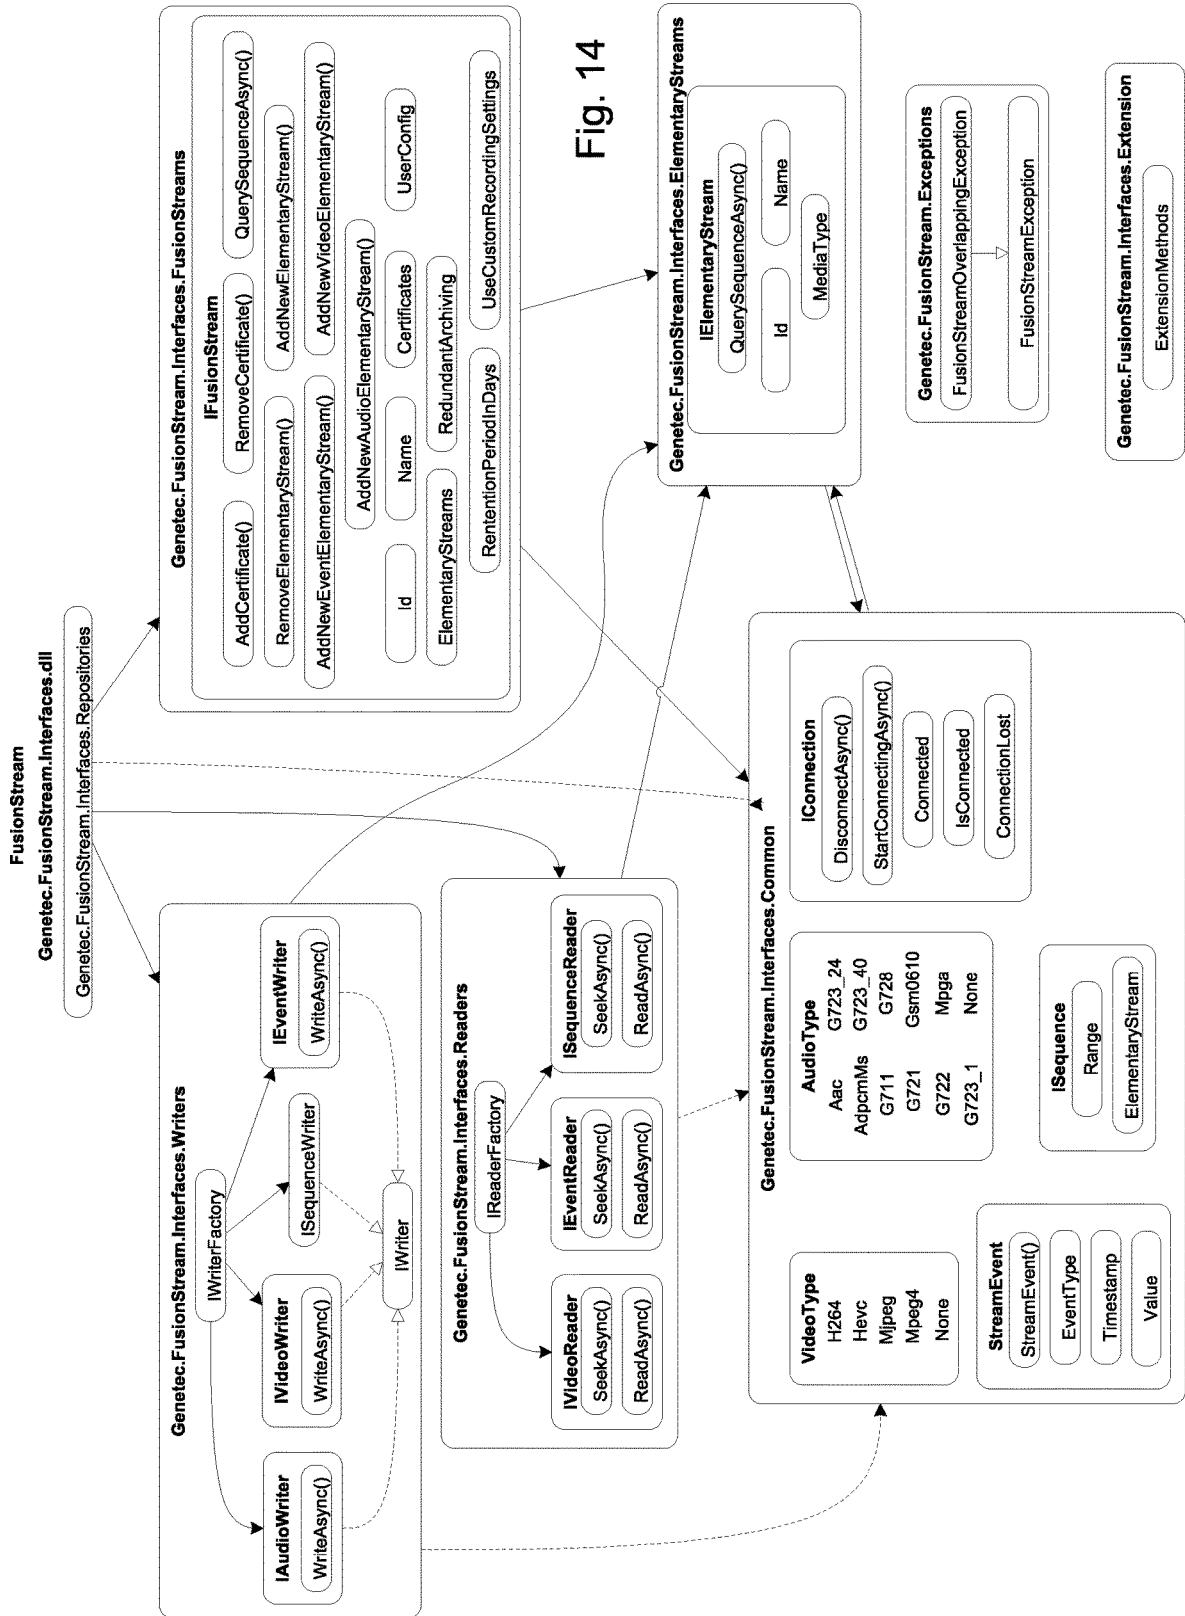 FusionStream
Genetec.FusionStream.Interfaces.dll
Genetec.FusionStream.Interfaces.Repositories
Genetec.FusionStream.Interfaces.Writers
IWriterFactory
IAudioWriter
WriteAsync()
IVideoWriter
WriteAsync()
ISequenceWriter
IEventWriter
WriteAsync()
IWriter
Genetec.FusionStream.Interfaces.FusionStreams
IFusionStream
AddCertificate()
RemoveCertificate()
QuerySequenceAsync()
RemoveElementaryStream()
AddNewElementaryStream()
AddNewEventElementaryStream()
AddNewVideoElementaryStream()
AddNewAudioElementaryStream()
Id
Name
Certificates
UserConfig
ElementaryStreams
RedundantArchiving
RententionPeriodInDays
UseCustomRecordingSettings
Genetec.FusionStream.Interfaces.Readers
IReaderFactory
IVideoReader
SeekAsync()
ReadAsync()
IEventReader
SeekAsync()
ReadAsync()
ISequenceReader
SeekAsync()
ReadAsync()
Fig. 14
Genetec.FusionStream.Interfaces.ElementaryStreams
IElementaryStream
QuerySequenceAsync()
Id
Name
MediaType
Genetec.FusionStream.Interfaces.Common
VideoType
H264
Hevc
Mjpeg
Mpeg4
None
AudioType
Aac G723_24
AdpcmMs G723_40
G711 G728
G721 Gsm0610
G722 Mpga
G723_1 None
IConnection
DisconnectAsync()
StartConnectingAsync()
Connected
IsConnected
ConnectionLost
StreamEvent
StreamEvent()
EventType
Timestamp
Value
ISequence
Range
ElementaryStream
Genetec.FusionStream.Exceptions
FusionStreamOverlappingException
FusionStreamException
Genetec.FusionStream.Interfaces.Extension
ExtensionMethods